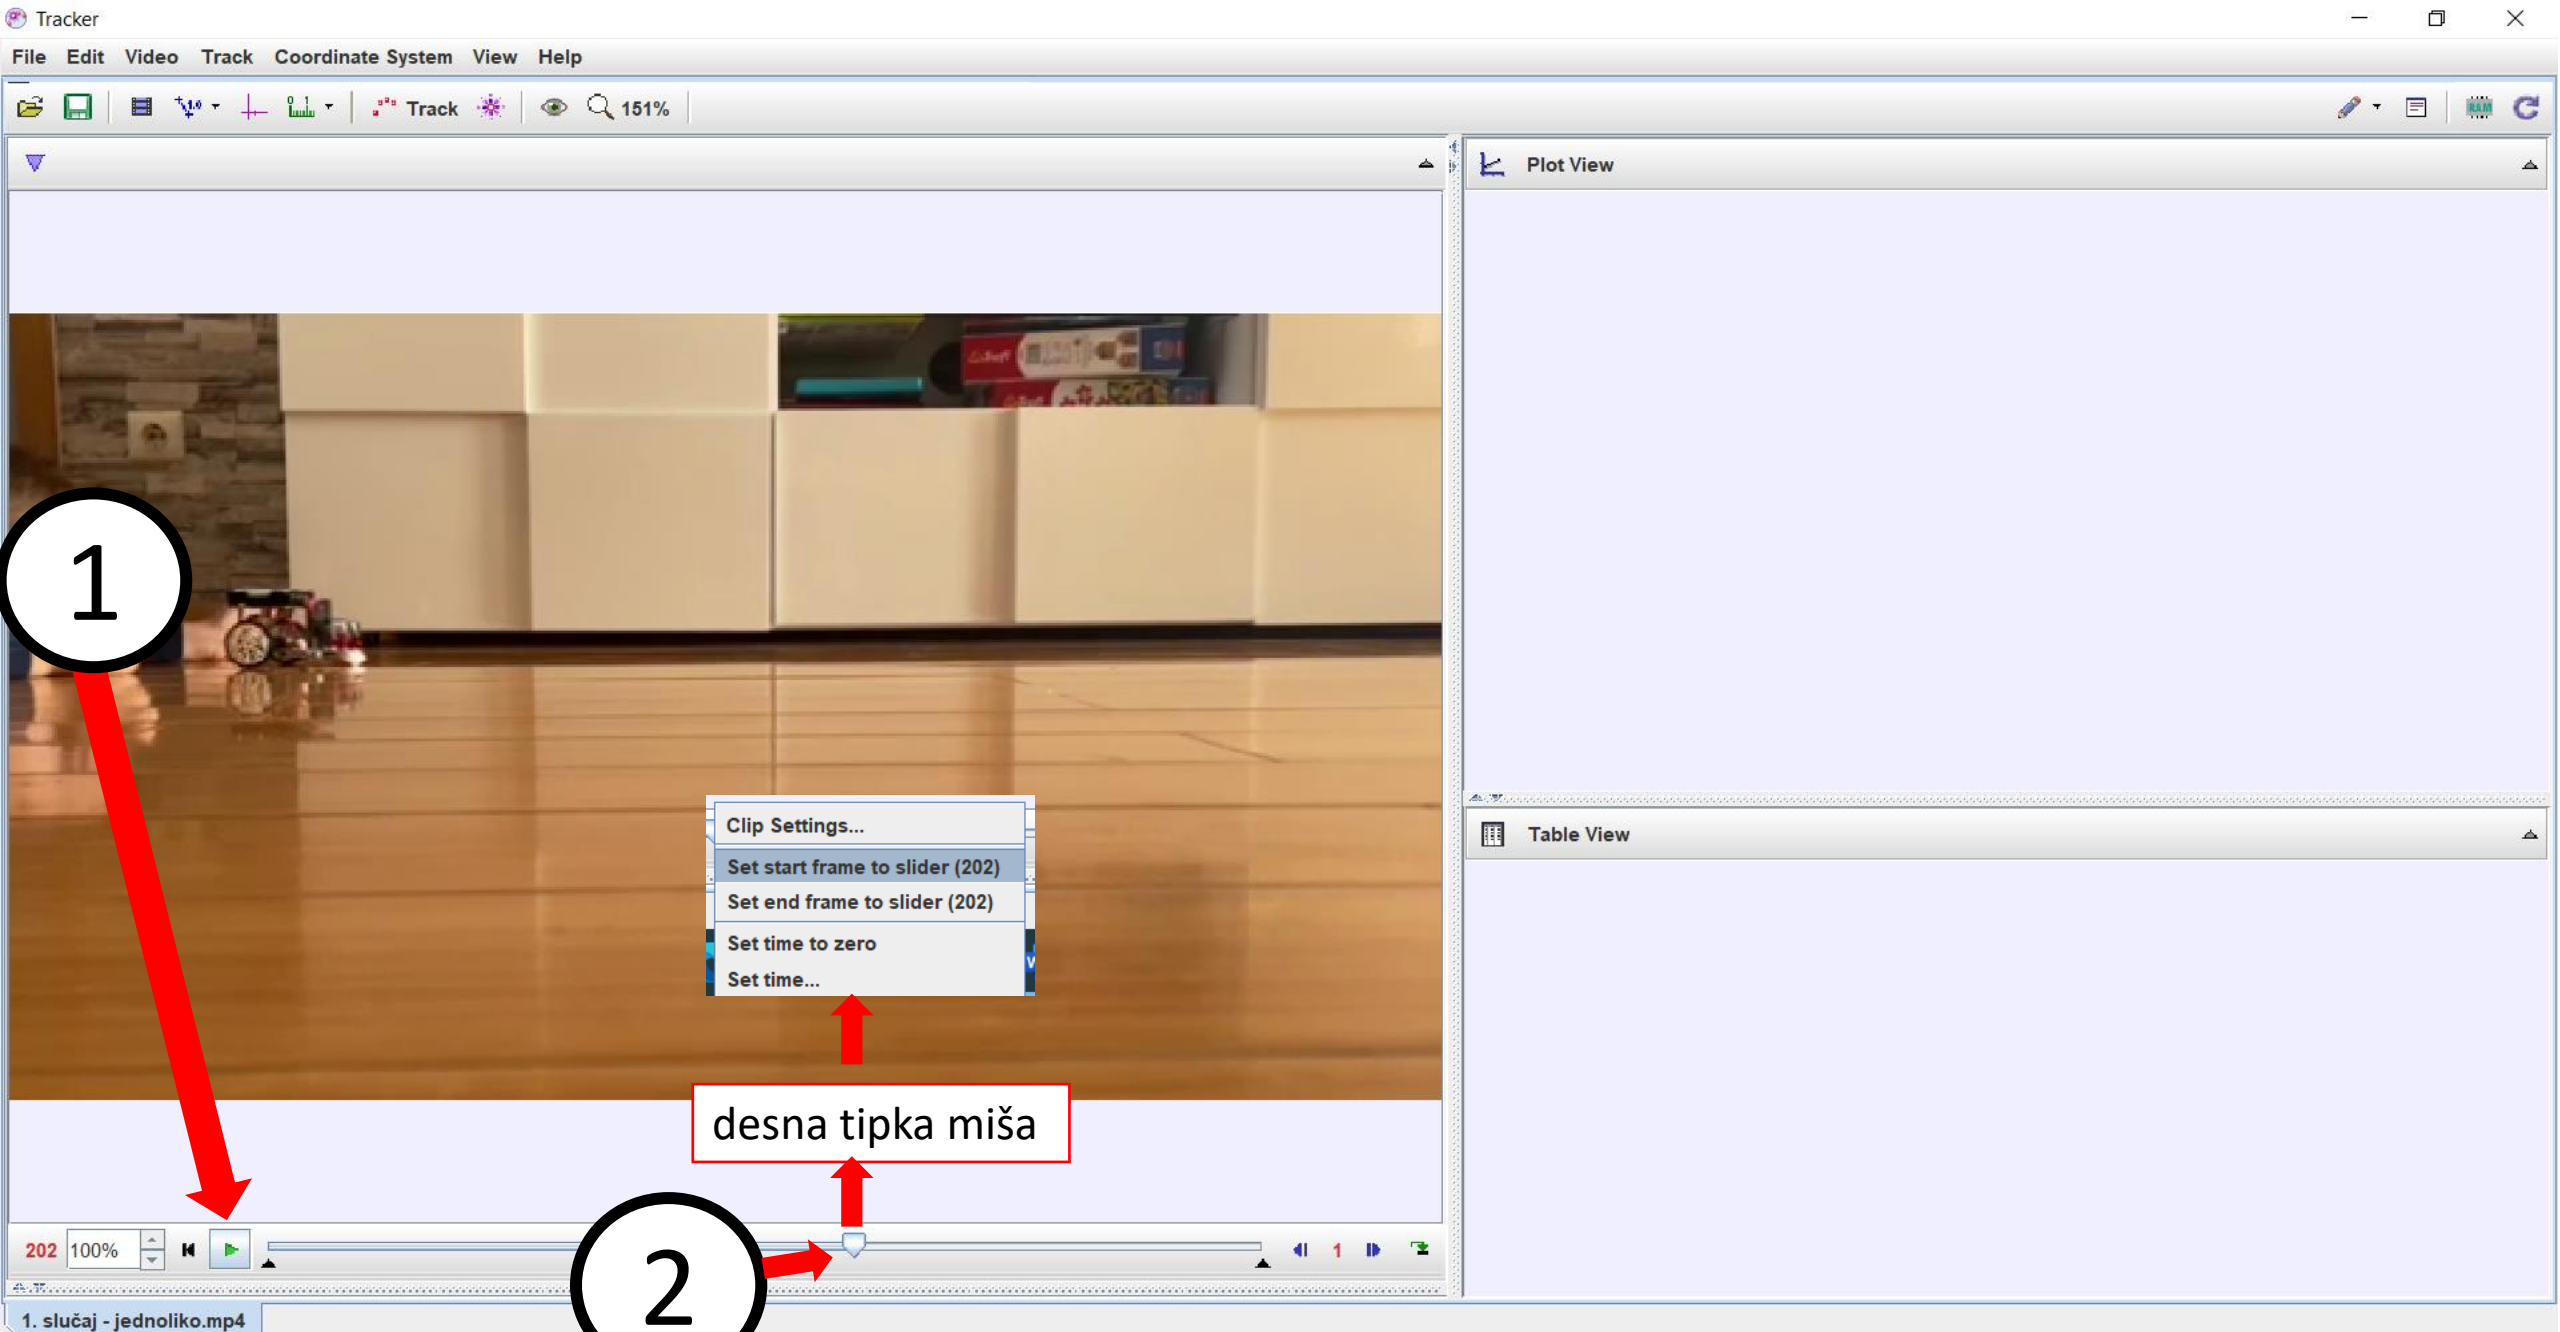 Tracker
File Edit Video Track Coordinate System View Help
Track 151%
Plot View
1
Clip Settings...
Set start frame to slider (202)
Set end frame to slider (202)
Set time to zero
Set time...
Table View
desna tipka miša
202 100% 1
2
1. slučaj - jednoliko.mp4